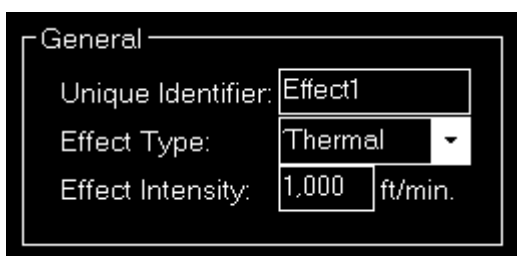 General
Unique Identifier: Effect1
Effect Type: Thermal
Effect Intensity: 1,000 ft/min.